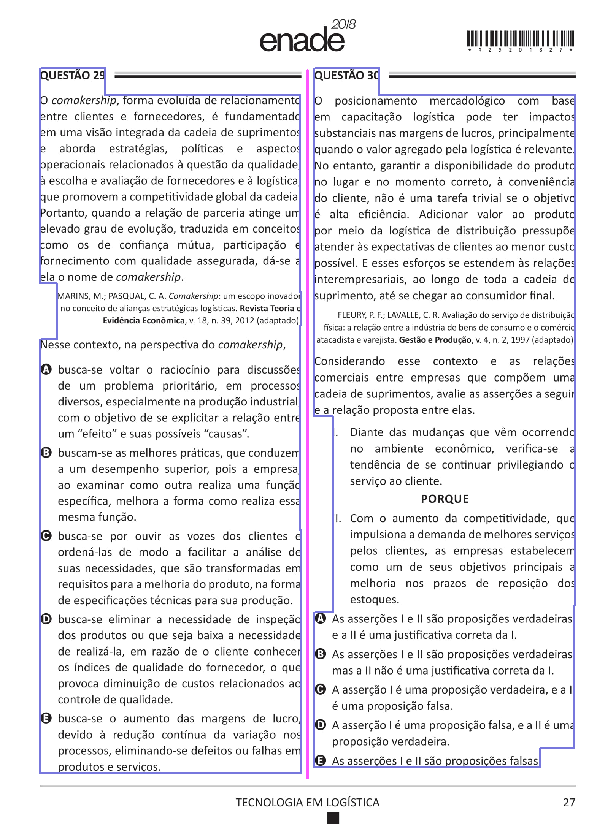 enade2018
QUESTÃO 29
O comakership, forma evoluída de relacionamento
entre clientes e fornecedores, é fundamentado
em uma visão integrada da cadeia de suprimentos
e aborda estratégias, políticas e aspectos
operacionais relacionados à questão da qualidade,
à escolha e avaliação de fornecedores e à logística,
que promovem a competitividade global da cadeia.
Portanto, quando a relação de parceria atinge um
elevado grau de evolução, traduzida em conceitos
como os de confiança mútua, participação e
fornecimento com qualidade assegurada, dá-se a
ela o nome de comakership.
MARINS, M.; PASQUAL, C. A. Comakership: um escopo inovador
no conceito de alianças estratégicas logísticas. Revista Teoria e
Evidência Econômica, v. 18, n. 39, 2012 (adaptado).
Nesse contexto, na perspectiva do comakership,
A busca-se voltar o raciocínio para discussões
de um problema prioritário, em processos
diversos, especialmente na produção industrial,
com o objetivo de se explicitar a relação entre
um “efeito” e suas possíveis “causas”.
B buscam-se as melhores práticas, que conduzem
a um desempenho superior, pois a empresa,
ao examinar como outra realiza uma função
específica, melhora a forma como realiza essa
mesma função.
C busca-se por ouvir as vozes dos clientes e
ordená-las de modo a facilitar a análise de
suas necessidades, que são transformadas em
requisitos para a melhoria do produto, na forma
de especificações técnicas para sua produção.
D busca-se eliminar a necessidade de inspeção
dos produtos ou que seja baixa a necessidade
de realizá-la, em razão de o cliente conhecer
os índices de qualidade do fornecedor, o que
provoca diminuição de custos relacionados ao
controle de qualidade.
E busca-se o aumento das margens de lucro,
devido à redução contínua da variação nos
processos, eliminando-se defeitos ou falhas em
produtos e serviços.
QUESTÃO 30
O posicionamento mercadológico com base
em capacitação logística pode ter impactos
substanciais nas margens de lucros, principalmente
quando o valor agregado pela logística é relevante.
No entanto, garantir a disponibilidade do produto
no lugar e no momento correto, à conveniência
do cliente, não é uma tarefa trivial se o objetivo
é alta eficiência. Adicionar valor ao produto
por meio da logística de distribuição pressupõe
atender às expectativas de clientes ao menor custo
possível. E esses esforços se estendem às relações
interempresariais, ao longo de toda a cadeia de
suprimento, até se chegar ao consumidor final.
FLEURY, P. F.; LAVALLE, C. R. Avaliação do serviço de distribuição
física: a relação entre a indústria de bens de consumo e o comércio
atacadista e varejista. Gestão e Produção, v. 4, n. 2, 1997 (adaptado).
Considerando esse contexto e as relações
comerciais entre empresas que compõem uma
cadeia de suprimentos, avalie as asserções a seguir
e a relação proposta entre elas.
I. Diante das mudanças que vêm ocorrendo
no ambiente econômico, verifica-se a
tendência de se continuar privilegiando o
serviço ao cliente.
PORQUE
II. Com o aumento da competitividade, que
impulsiona a demanda de melhores serviços
pelos clientes, as empresas estabelecem
como um de seus objetivos principais a
melhoria nos prazos de reposição dos
estoques.
A As asserções I e II são proposições verdadeiras,
e a II é uma justificativa correta da I.
B As asserções I e II são proposições verdadeiras,
mas a II não é uma justificativa correta da I.
C A asserção I é uma proposição verdadeira, e a II
é uma proposição falsa.
D A asserção I é uma proposição falsa, e a II é uma
proposição verdadeira.
E As asserções I e II são proposições falsas.
TECNOLOGIA EM LOGÍSTICA
27